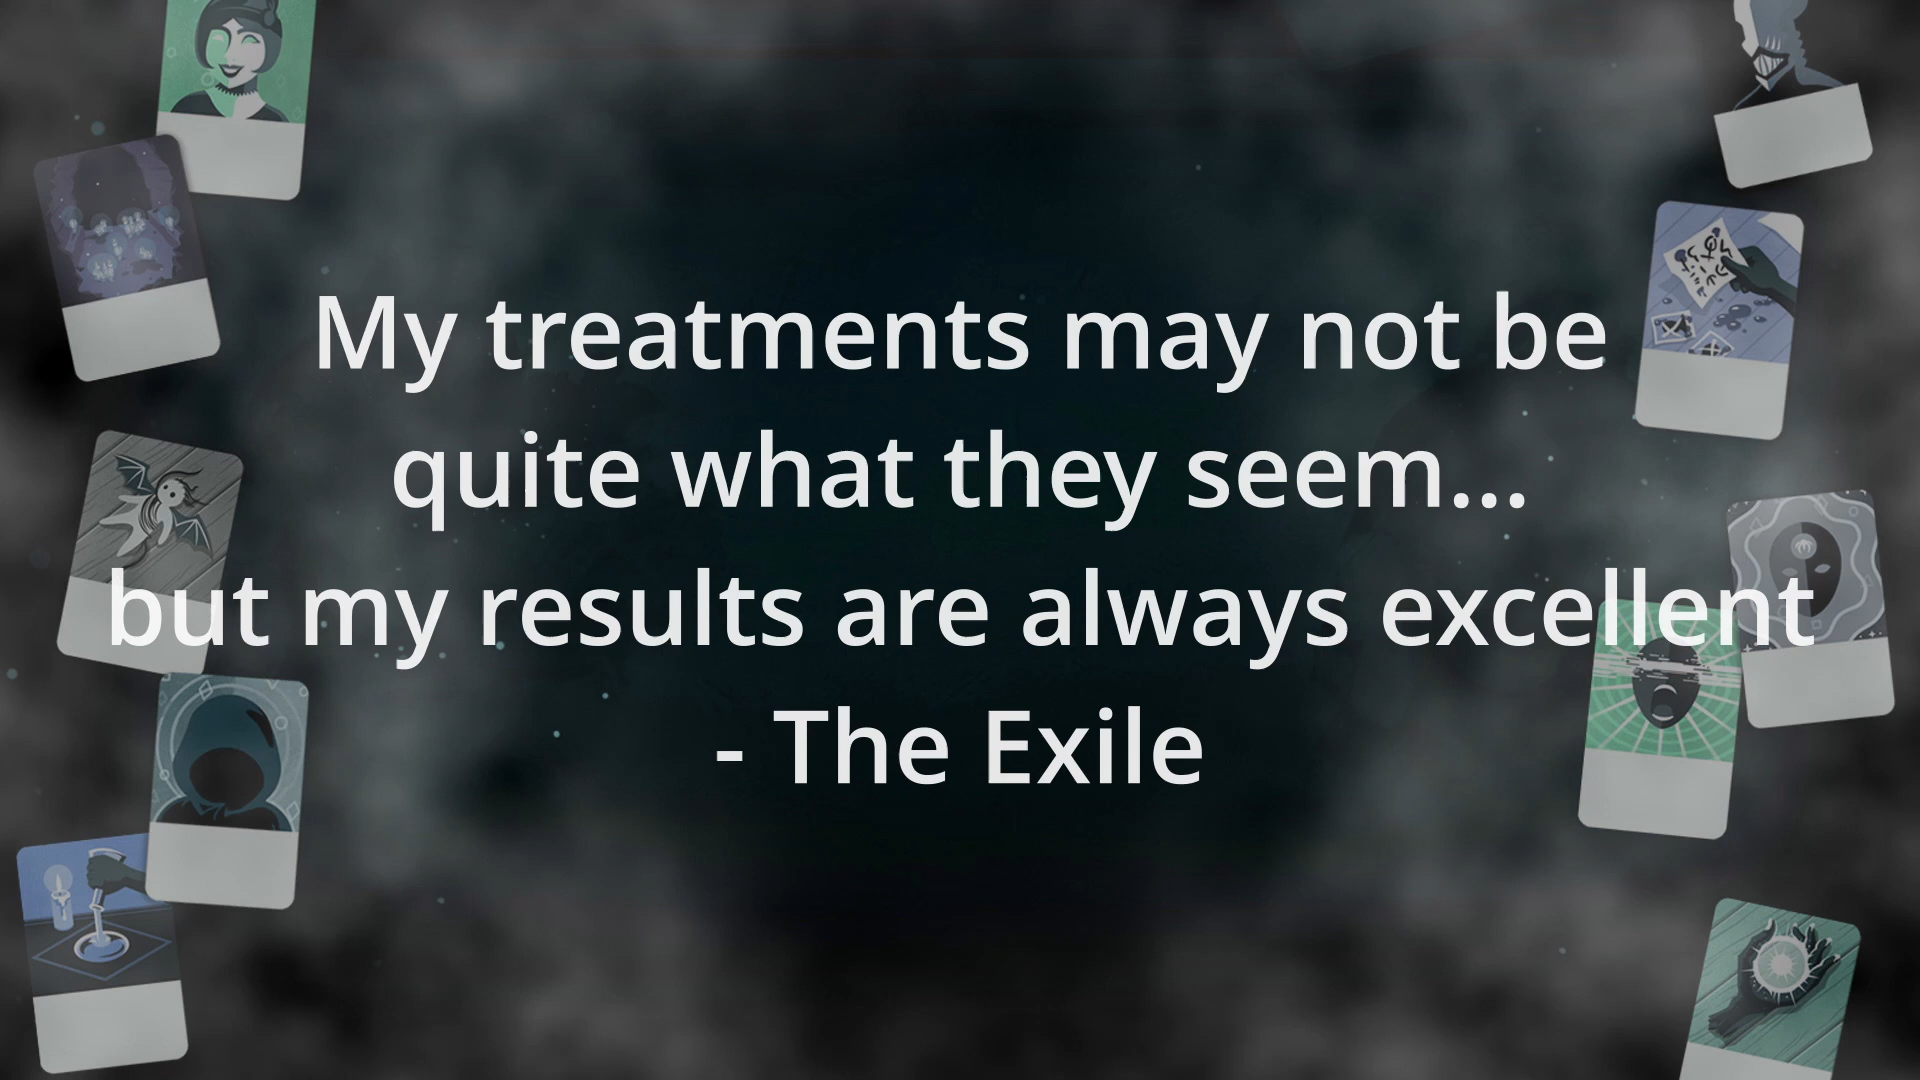 My treatments may not be
quite what they seem...
but my results are always excellent
- The Exile